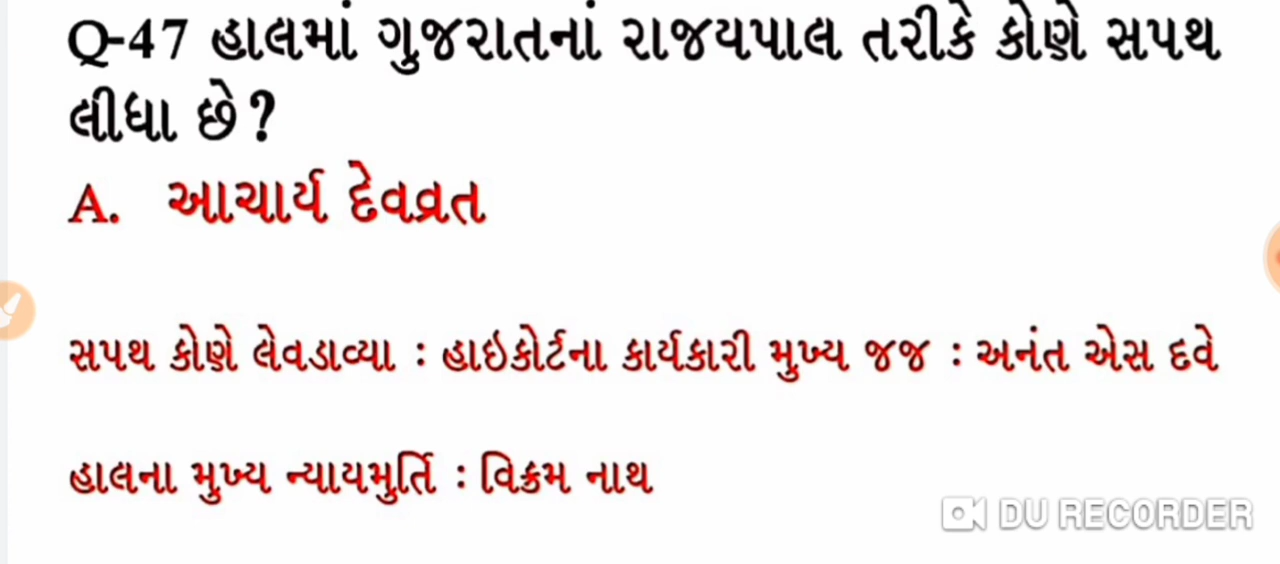 Q-47 હાલમાં ગુજરાતનાં રાજયપાલ તરીકે કોણે સપથ
લીધા છે?
A. આચાર્ય દેવવ્રત
સપથ કોણે લેવડાવ્યા : હાઇકોર્ટના કાર્યકારી મુખ્ય જજ : અનંત એસ દવે
હાલના મુખ્ય ન્યાયમુર્તિ : વિક્રમ નાથ
DU RECORDER